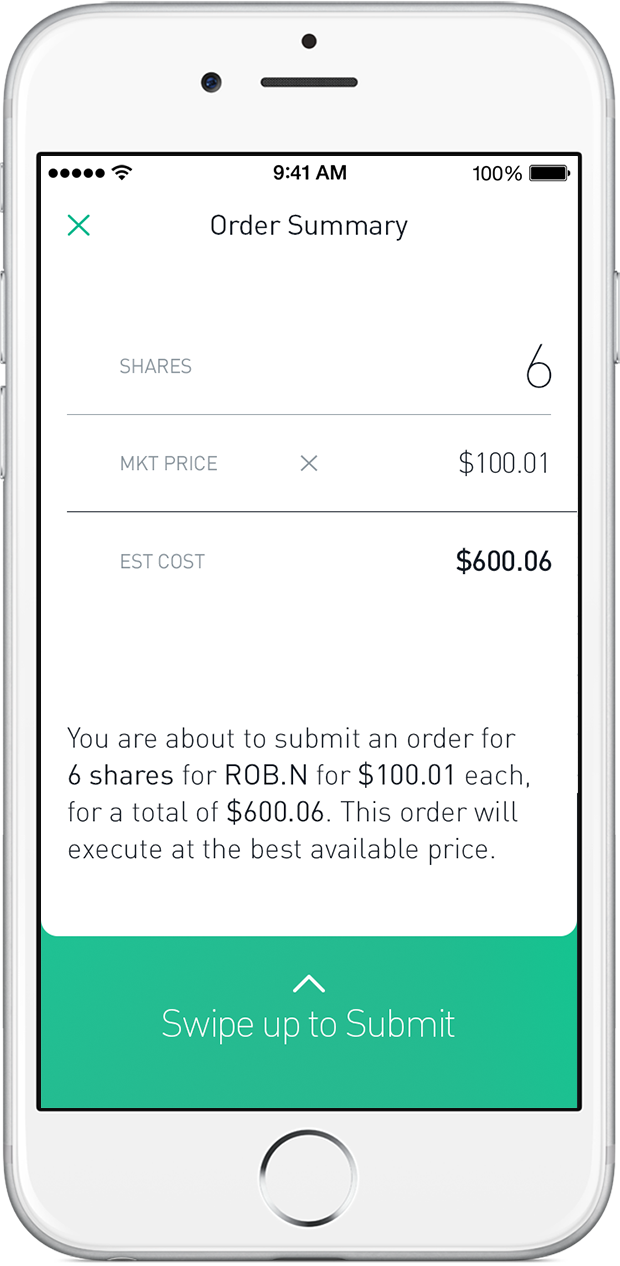 9:41 AM 100%
Order Summary
SHARES 6
MKT PRICE $100.01
EST COST $600.06
You are about to submit an order for
6 shares for ROB.N for $100.01 each,
for a total of $600.06. This order will
execute at the best available price.
Swipe up to Submit